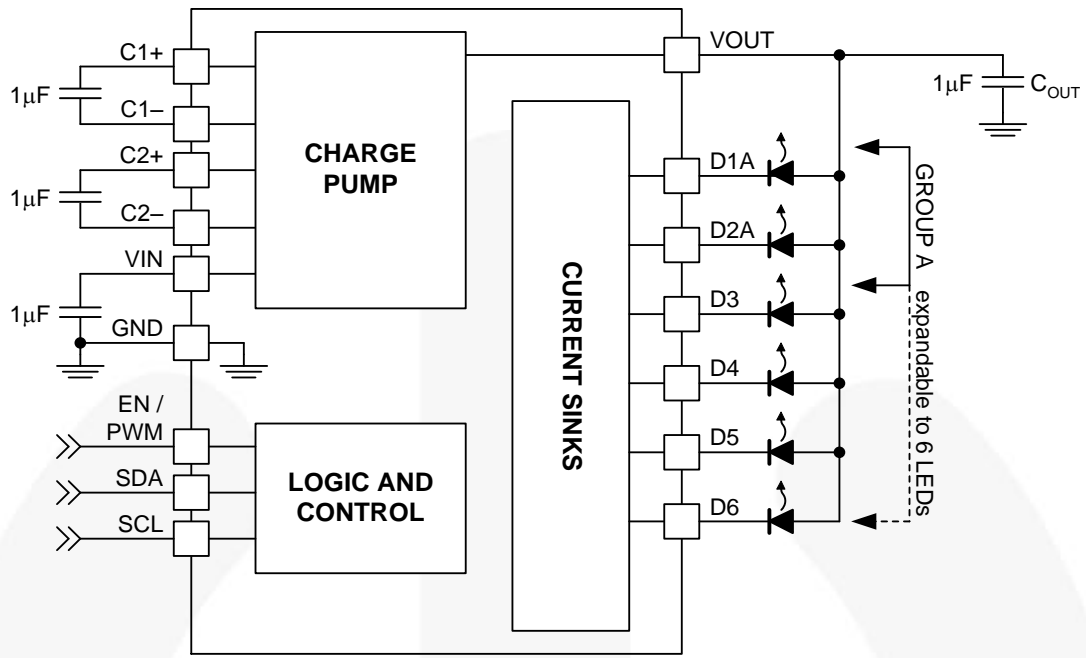 C1+
1μF
C1–
C2+
1μF
C2–
VIN
1μF
GND
EN /
PWM
SDA
SCL
CHARGE
PUMP
LOGIC AND
CONTROL
CURRENT SINKS
VOUT
1μF
COUT
D1A
D2A
D3
D4
D5
D6
GROUP A expandable to 6 LEDs